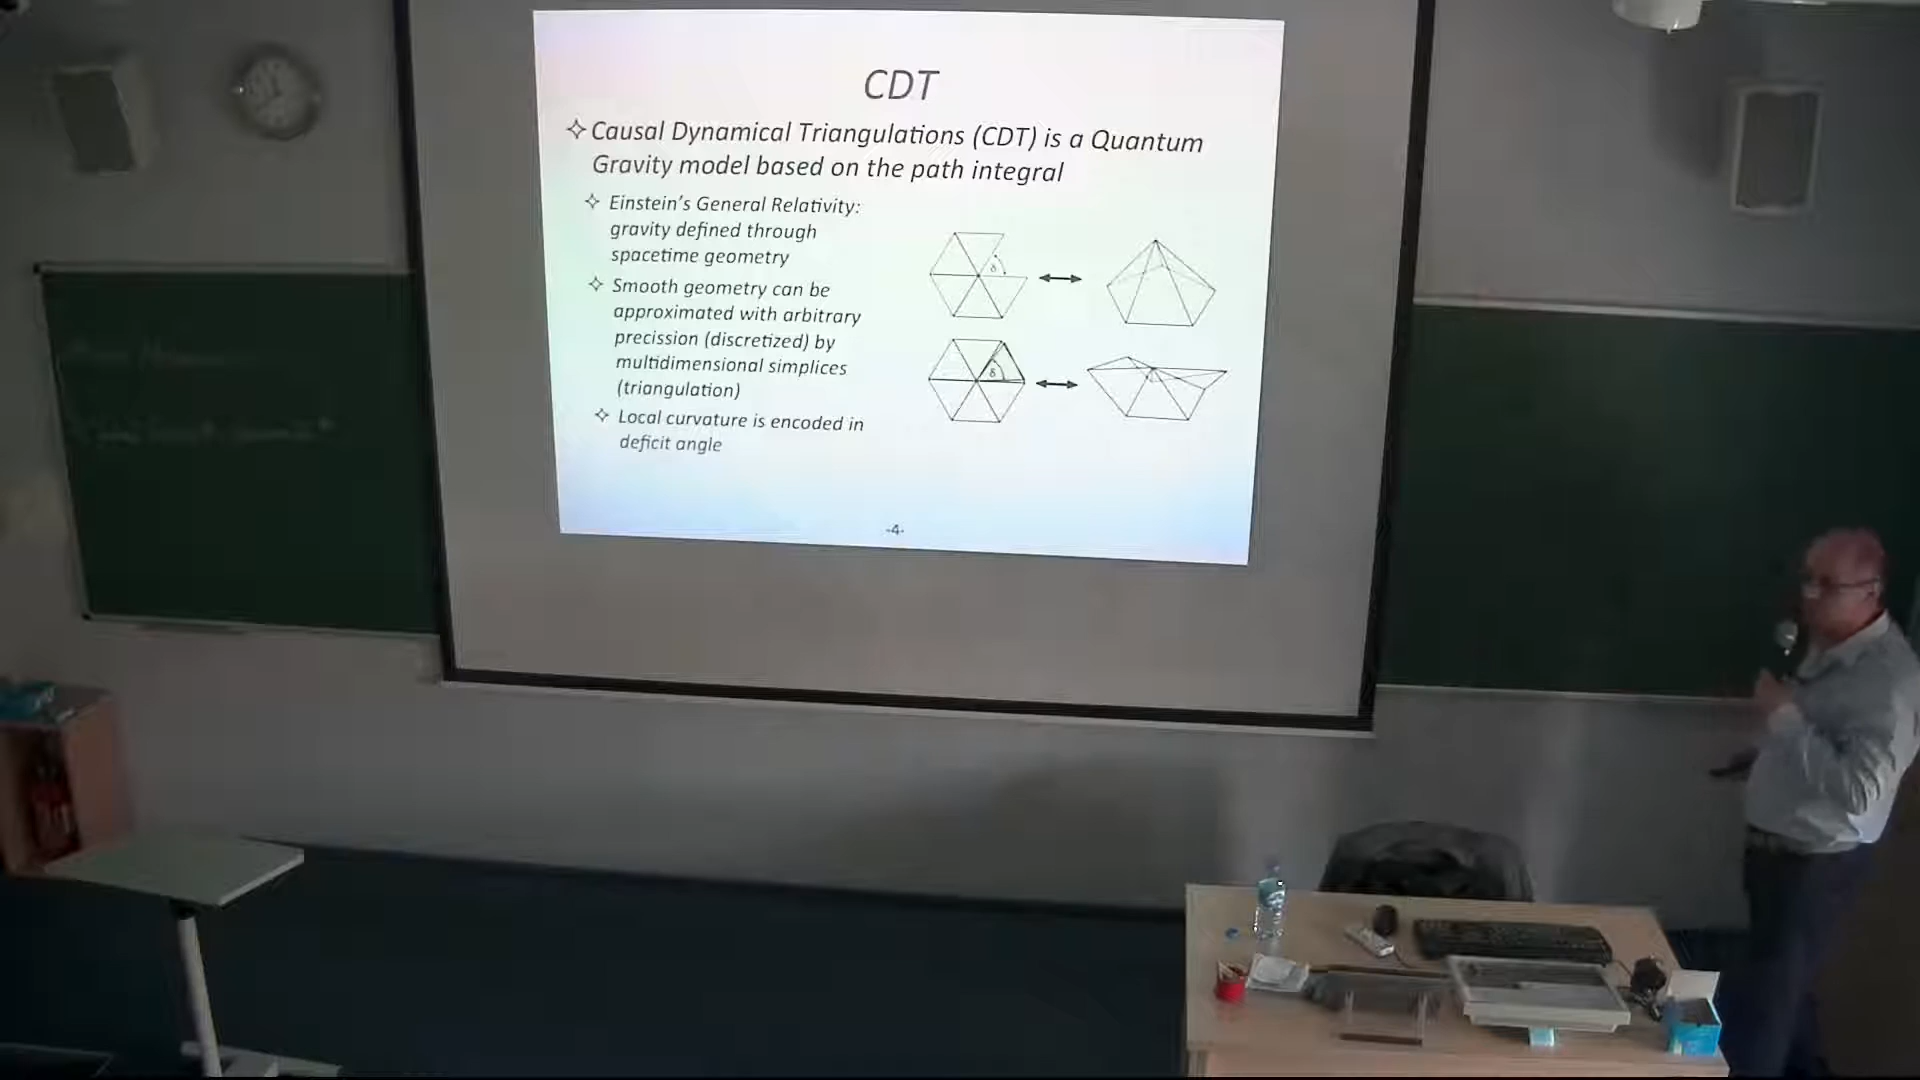 CDT
Causal Dynamical Triangulations (CDT) is a Quantum
Gravity model based on the path integral
Einstein's General Relativity:
gravity defined through
spacetime geometry
Smooth geometry can be
approximated with arbitrary
precission (discretized) by
multidimensional simplices
(triangulation)
Local curvature is encoded in
deficit angle
δ
δ
-4-